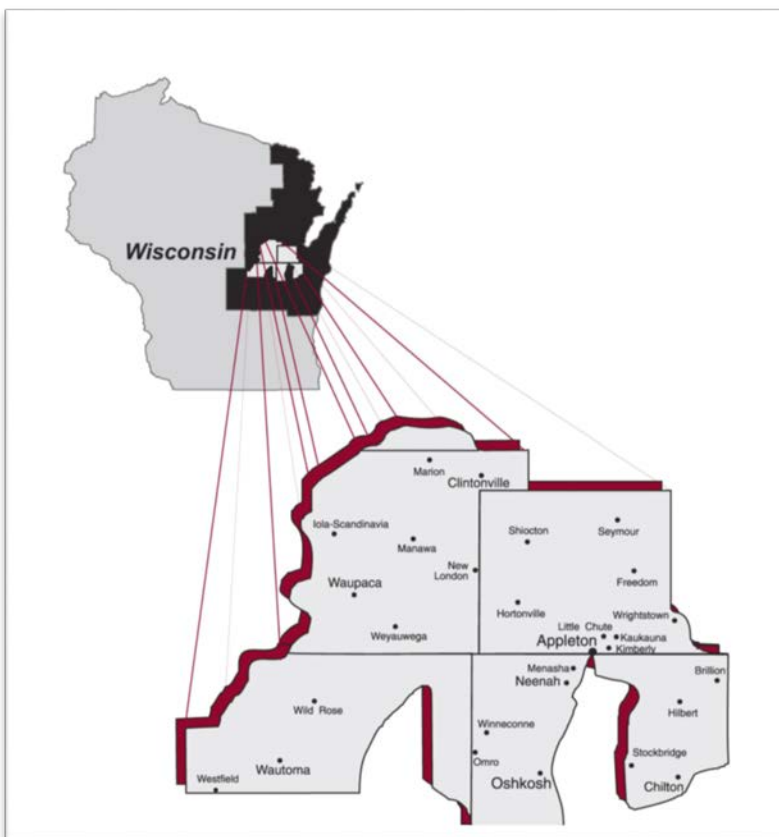 Wisconsin
Marion
Clintonville
Iola-Scandinavia
Shiocton
Seymour
Manawa
New
London
Freedom
Waupaca
Hortonville
Wrightstown
Weyauwega
Little Chute
Appleton
Kaukauna
Kimberly
Menasha
Neenah
Brillion
Wild Rose
Hilbert
Winneconne
Omro
Stockbridge
Wautoma
Oshkosh
Westfield
Chilton